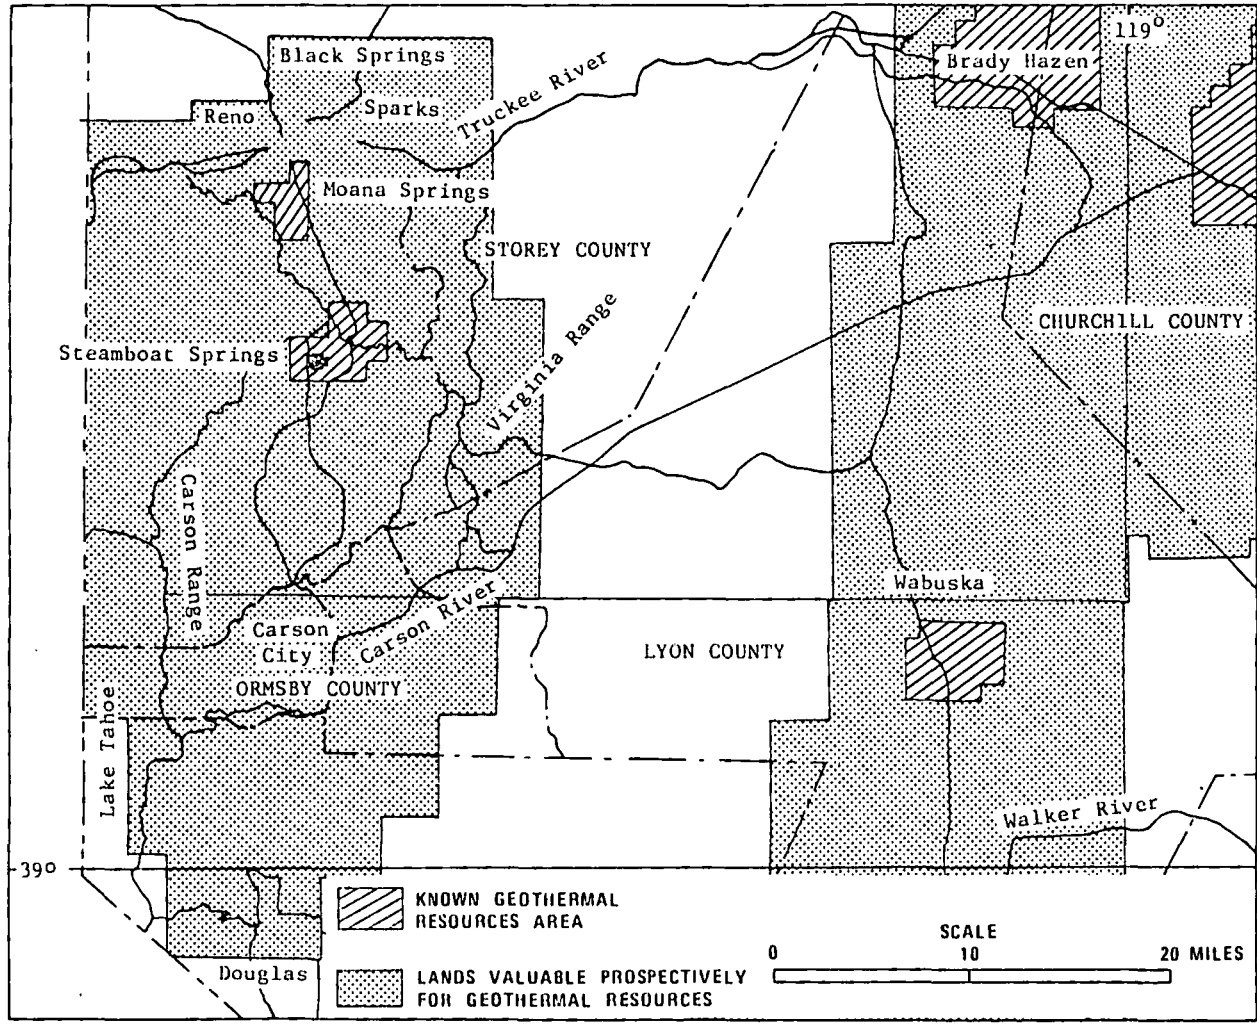 119°
Black Springs
Brady Hazen
Truckee River
Sparks
Reno
Moana Springs
STOREY COUNTY
CHURCHILL COUNTY
Virginia Range
Steamboat Springs
Carson Range
Wabuska
Carson River
Carson
City
LYON COUNTY
ORMSBY COUNTY
Lake Tahoe
Walker River
39°
KNOWN GEOTHERMAL
RESOURCES AREA
SCALE
0 10 20 MILES
Douglas
LANDS VALUABLE PROSPECTIVELY
FOR GEOTHERMAL RESOURCES